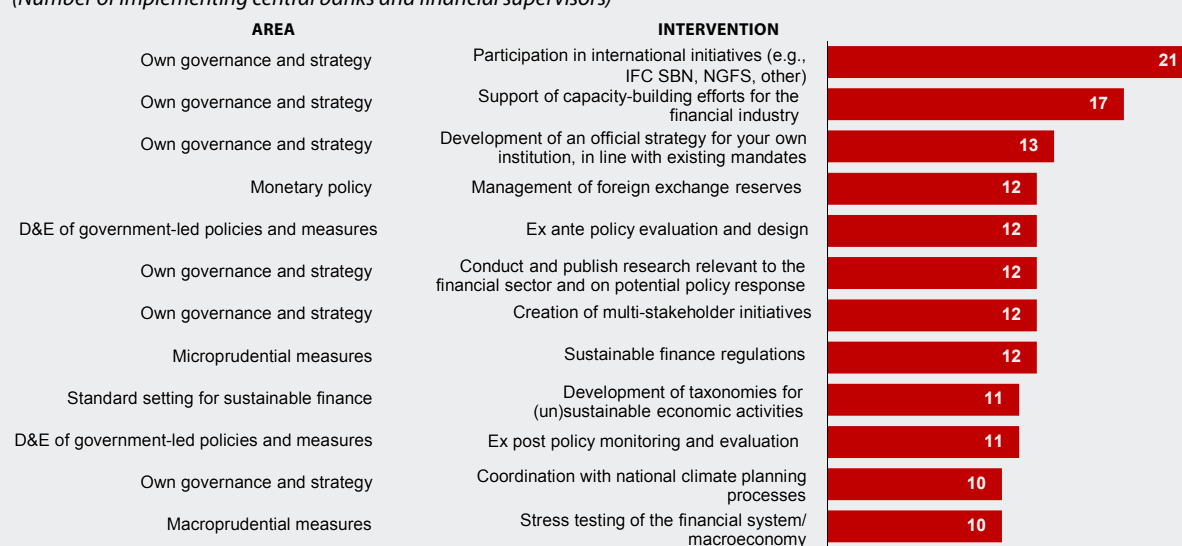 (Number of implementing central banks and financial supervisors)
AREA INTERVENTION
Own governance and strategy Participation in international initiatives (e.g.,
IFC SBN, NGFS, other) 21
Own governance and strategy Support of capacity-building efforts for the
financial industry 17
Own governance and strategy Development of an official strategy for your own
institution, in line with existing mandates 13
Monetary policy Management of foreign exchange reserves 12
D&E of government-led policies and measures Ex ante policy evaluation and design 12
Own governance and strategy Conduct and publish research relevant to the
financial sector and on potential policy response 12
Own governance and strategy Creation of multi-stakeholder initiatives 12
Microprudential measures Sustainable finance regulations 12
Standard setting for sustainable finance Development of taxonomies for
(un)sustainable economic activities 11
D&E of government-led policies and measures Ex post policy monitoring and evaluation 11
Own governance and strategy Coordination with national climate planning
processes 10
Macroprudential measures Stress testing of the financial system/
macroeconomy 10